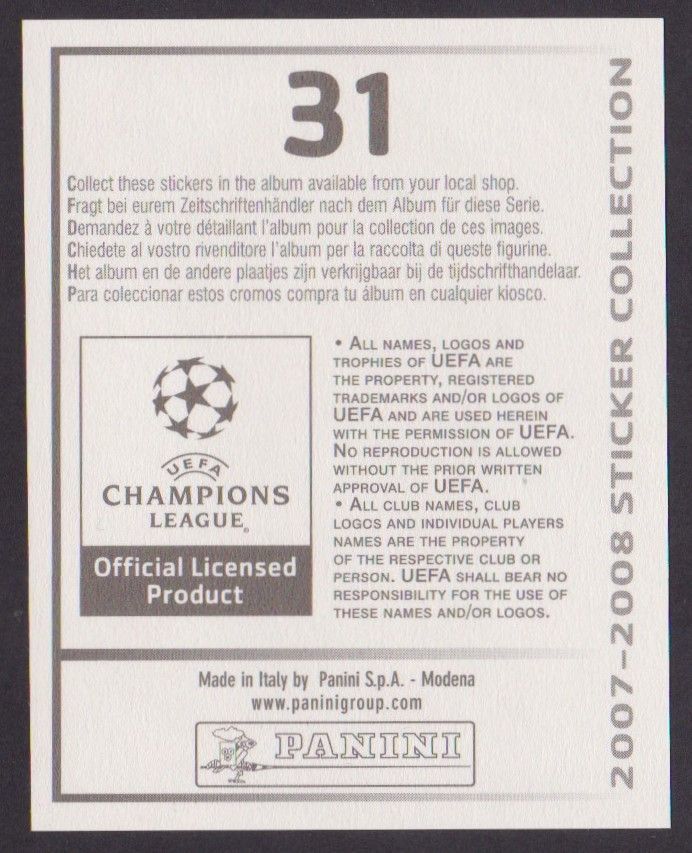 31
Collect these stickers in the album available from your local shop.
Fragt bei eurem Zeitschriftenhändler nach dem Album für diese Serie.
Demandez à votre détaillant l'album pour la collection de ces images.
Chiedete al vostro rivenditore l'album per la raccolta di queste figurine.
Het album en de andere plaatjes zijn verkrijgbaar bij de tijdschrifthandelaar.
Para coleccionar estos cromos compra tu álbum en cualquier kiosco.
UEFA
CHAMPIONS
LEAGUE®
Official Licensed
Product
• ALL NAMES, LOGOS AND
TROPHIES OF UEFA ARE
THE PROPERTY, REGISTERED
TRADEMARKS AND/OR LOGOS OF
UEFA AND ARE USED HEREIN
WITH THE PERMISSION OF UEFA.
NO REPRODUCTION IS ALLOWED
WITHOUT THE PRIOR WRITTEN
APPROVAL OF UEFA.
• ALL CLUB NAMES, CLUB
LOGOS AND INDIVIDUAL PLAYERS
NAMES ARE THE PROPERTY
OF THE RESPECTIVE CLUB OR
PERSON. UEFA SHALL BEAR NO
RESPONSIBILITY FOR THE USE OF
THESE NAMES AND/OR LOGOS.
Made in Italy by Panini S.p.A. - Modena
www.paninigroup.com
PANINI
2007-2008 STICKER COLLECTION